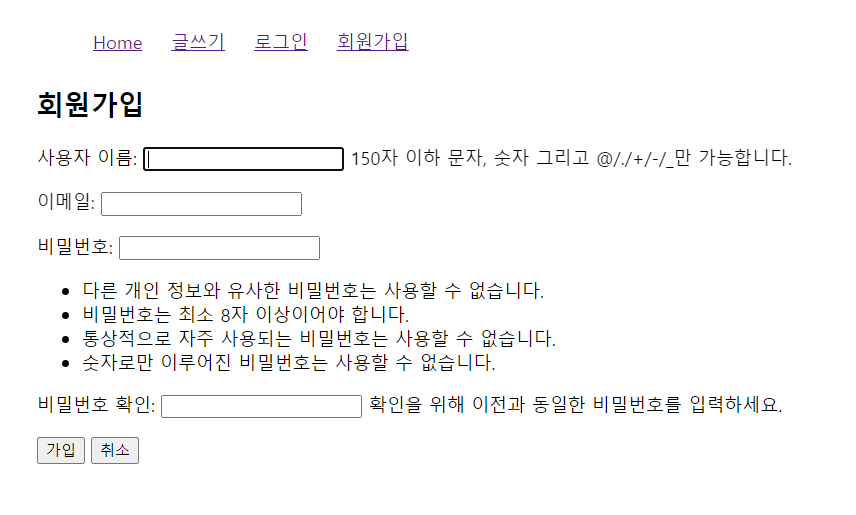 Home 글쓰기 로그인 회원가입
회원가입
사용자 이름: 150자 이하 문자, 숫자 그리고 @/./+/-/_만 가능합니다.
이메일:
비밀번호:
다른 개인 정보와 유사한 비밀번호는 사용할 수 없습니다.
비밀번호는 최소 8자 이상이어야 합니다.
통상적으로 자주 사용되는 비밀번호는 사용할 수 없습니다.
숫자로만 이루어진 비밀번호는 사용할 수 없습니다.
비밀번호 확인: 확인을 위해 이전과 동일한 비밀번호를 입력하세요.
가입 취소